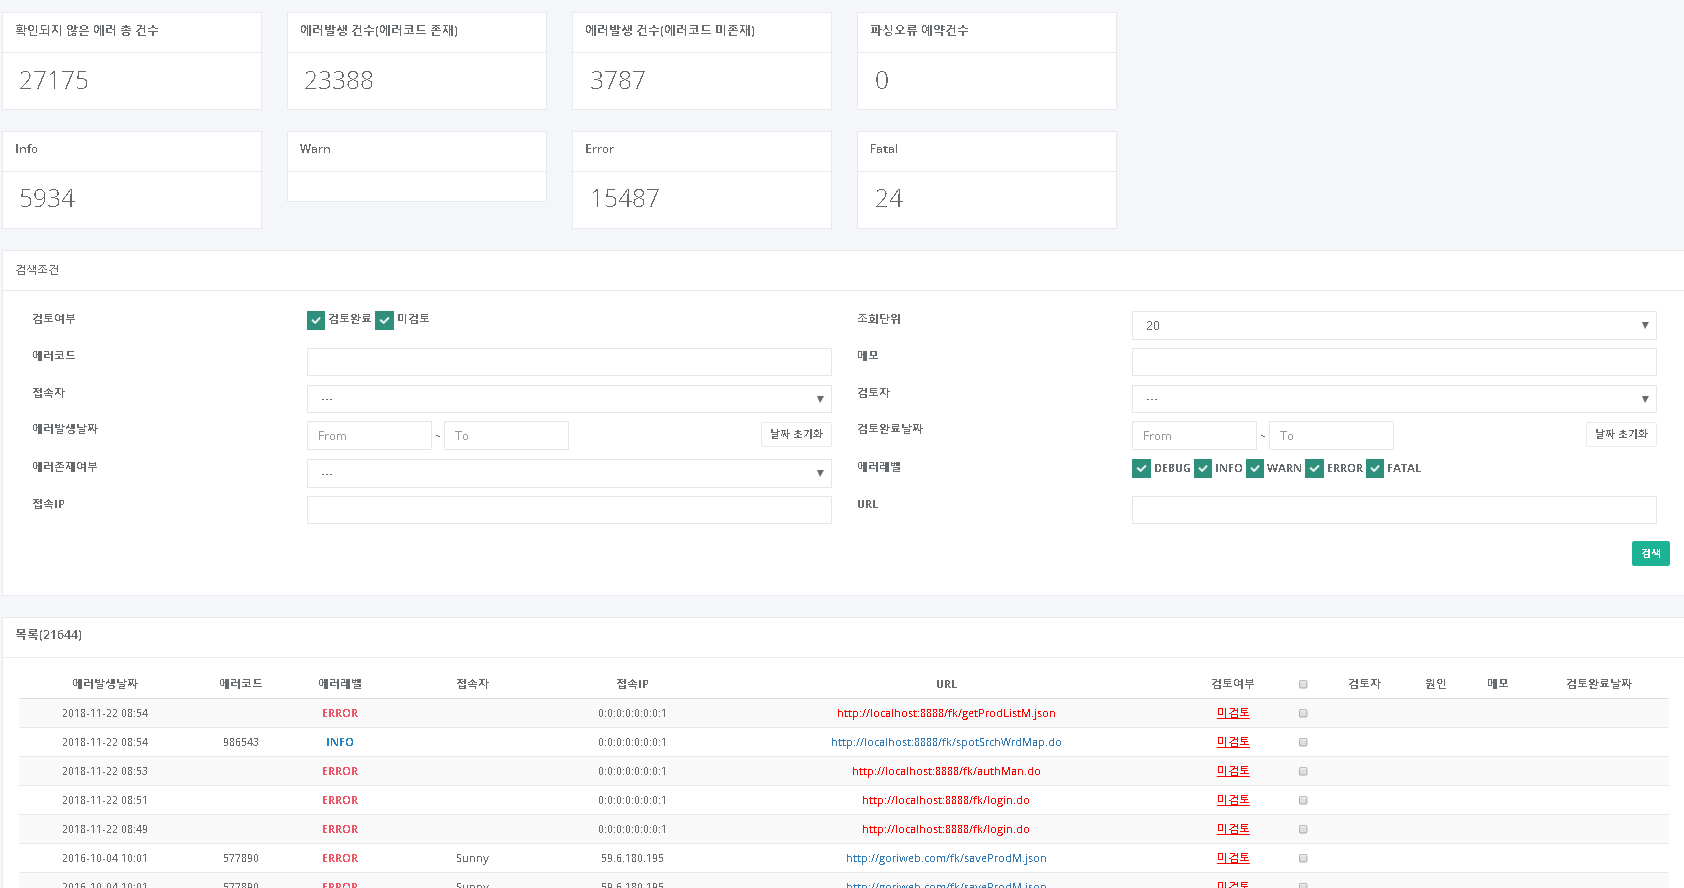 확인되지 않은 에러 총 건수 에러발생 건수(에러코드 존재) 에러발생 건수(에러코드 미존재) 파싱오류 예약건수
27175 23388 3787 0
Info Warn Error Fatal
5934 15487 24
검색조건
검토여부 검토완료 미검토 조회단위 20
에러코드 메모
접속자 --- 검토자 ---
에러발생날짜 From ~ To 날짜 초기화 검토완료날짜 From ~ To 날짜 초기화
에러존재여부 --- 에러레벨 DEBUG INFO WARN ERROR FATAL
접속IP URL
검색
목록(21644)
에러발생날짜 에러코드 에러레벨 접속자 접속IP URL 검토여부 검토자 원인 메모 검토완료날짜
2018-11-22 08:54 ERROR 0:0:0:0:0:0:0:1 http://localhost:8888/fk/getProdListM.json 미검토
2018-11-22 08:54 986543 INFO 0:0:0:0:0:0:0:1 http://localhost:8888/fk/spotSrchWrdMap.do 미검토
2018-11-22 08:53 ERROR 0:0:0:0:0:0:0:1 http://localhost:8888/fk/authMan.do 미검토
2018-11-22 08:51 ERROR 0:0:0:0:0:0:0:1 http://localhost:8888/fk/login.do 미검토
2018-11-22 08:49 ERROR 0:0:0:0:0:0:0:1 http://localhost:8888/fk/login.do 미검토
2016-10-04 10:01 577890 ERROR Sunny 59.6.180.195 http://goriweb.com/fk/saveProdM.json 미검토
2016-10-04 10:01 577890 ERROR Sunny 59.6.180.195 http://goriweb.com/fk/saveProdM.json 미검토